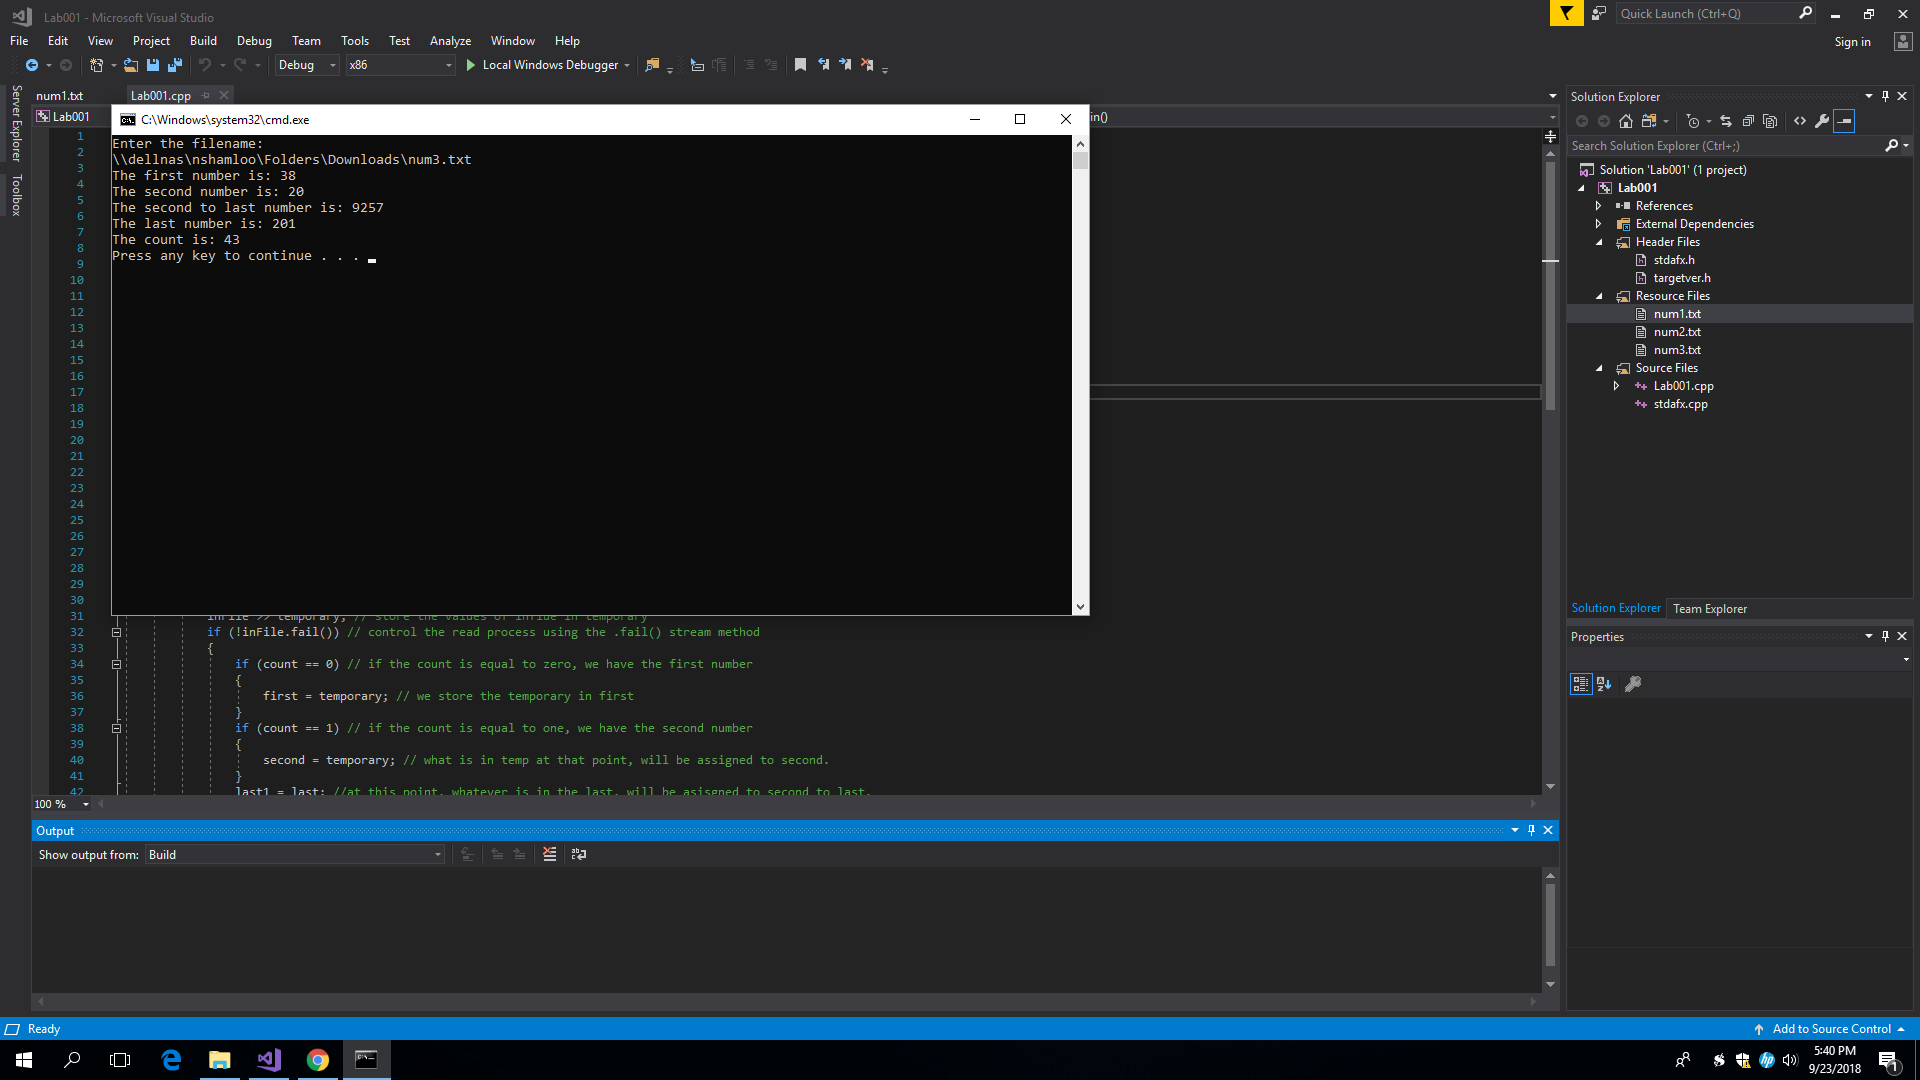 Lab001 - Microsoft Visual Studio
Quick Launch (Ctrl+Q)
File Edit View Project Build Debug Team Tools Test Analyze Window Help
Sign in
Debug x86 Local Windows Debugger
Server Explorer
Toolbox
num1.txt Lab001.cpp
Lab001
in()
C:\Windows\system32\cmd.exe
Enter the filename:
\\dellnas\nshamloo\Folders\Downloads\num3.txt
The first number is: 38
The second number is: 20
The second to last number is: 9257
The last number is: 201
The count is: 43
Press any key to continue . . .
1
2
3
4
5
6
7
8
9
10
11
12
13
14
15
16
17
18
19
20
21
22
23
24
25
26
27
28
29
30
31 inFile >> temporary; // store the values of infide in temporary
32 if (!inFile.fail()) // control the read process using the .fail() stream method
33 {
34 if (count == 0) // if the count is equal to zero, we have the first number
35 {
36 first = temporary; // we store the temporary in first
37 }
38 if (count == 1) // if the count is equal to one, we have the second number
39 {
40 second = temporary; // what is in temp at that point, will be assigned to second.
41 }
42 last1 = last; //at this point, whatever is in the last, will be asisgned to second to last.
100 %
Output
Show output from: Build
Solution Explorer
Search Solution Explorer (Ctrl+;)
Solution 'Lab001' (1 project)
Lab001
References
External Dependencies
Header Files
stdafx.h
targetver.h
Resource Files
num1.txt
num2.txt
num3.txt
Source Files
Lab001.cpp
stdafx.cpp
Solution Explorer Team Explorer
Properties
Ready
Add to Source Control
5:40 PM
9/23/2018
1